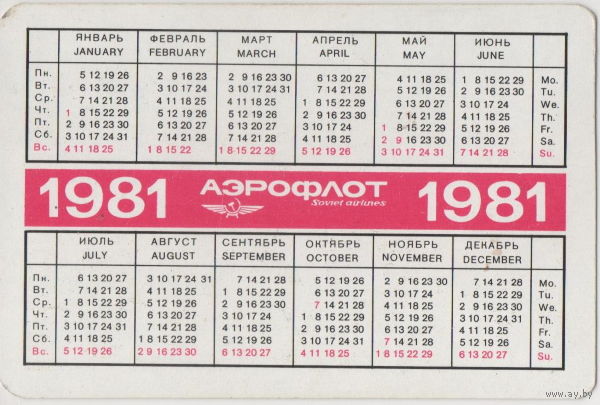 ЯНВАРЬ ФЕВРАЛЬ МАРТ АПРЕЛЬ МАЙ ИЮНЬ
JANUARY FEBRUARY MARCH APRIL MAY JUNE
Пн. 5 12 19 26 2 9 16 23 2 9 16 23 30 6 13 20 27 4 11 18 25 1 8 15 22 29 Mo.
Вт. 6 13 20 27 3 10 17 24 3 10 17 24 31 7 14 21 28 5 12 19 26 2 9 16 23 30 Tu.
Ср. 7 14 21 28 4 11 18 25 4 11 18 25 1 8 15 22 29 6 13 20 27 3 10 17 24 We.
Чт. 1 8 15 22 29 5 12 19 26 5 12 19 26 2 9 16 23 30 7 14 21 28 4 11 18 25 Th.
Пт. 2 9 16 23 30 6 13 20 27 6 13 20 27 3 10 17 24 1 8 15 22 29 5 12 19 26 Fr.
Сб. 3 10 17 24 31 7 14 21 28 7 14 21 28 4 11 18 25 2 9 16 23 30 6 13 20 27 Sa.
Вс. 4 11 18 25 1 8 15 22 1 8 15 22 29 5 12 19 26 3 10 17 24 31 7 14 21 28 Su.
1981 АЭРОФЛОТ 1981
Soviet airlines
ИЮЛЬ АВГУСТ СЕНТЯБРЬ ОКТЯБРЬ НОЯБРЬ ДЕКАБРЬ
JULY AUGUST SEPTEMBER OCTOBER NOVEMBER DECEMBER
Пн. 6 13 20 27 3 10 17 24 31 7 14 21 28 5 12 19 26 2 9 16 23 30 7 14 21 28 Mo.
Вт. 7 14 21 28 4 11 18 25 1 8 15 22 29 6 13 20 27 3 10 17 24 1 8 15 22 29 Tu.
Ср. 1 8 15 22 29 5 12 19 26 2 9 16 23 30 7 14 21 28 4 11 18 25 2 9 16 23 30 We.
Чт. 2 9 16 23 30 6 13 20 27 3 10 17 24 1 8 15 22 29 5 12 19 26 3 10 17 24 31 Th.
Пт. 3 10 17 24 31 7 14 21 28 4 11 18 25 2 9 16 23 30 6 13 20 27 4 11 18 25 Fr.
Сб. 4 11 18 25 1 8 15 22 29 5 12 19 26 3 10 17 24 31 7 14 21 28 5 12 19 26 Sa.
Вс. 5 12 19 26 2 9 16 23 30 6 13 20 27 4 11 18 25 1 8 15 22 29 6 13 20 27 Su.
www.ay.by